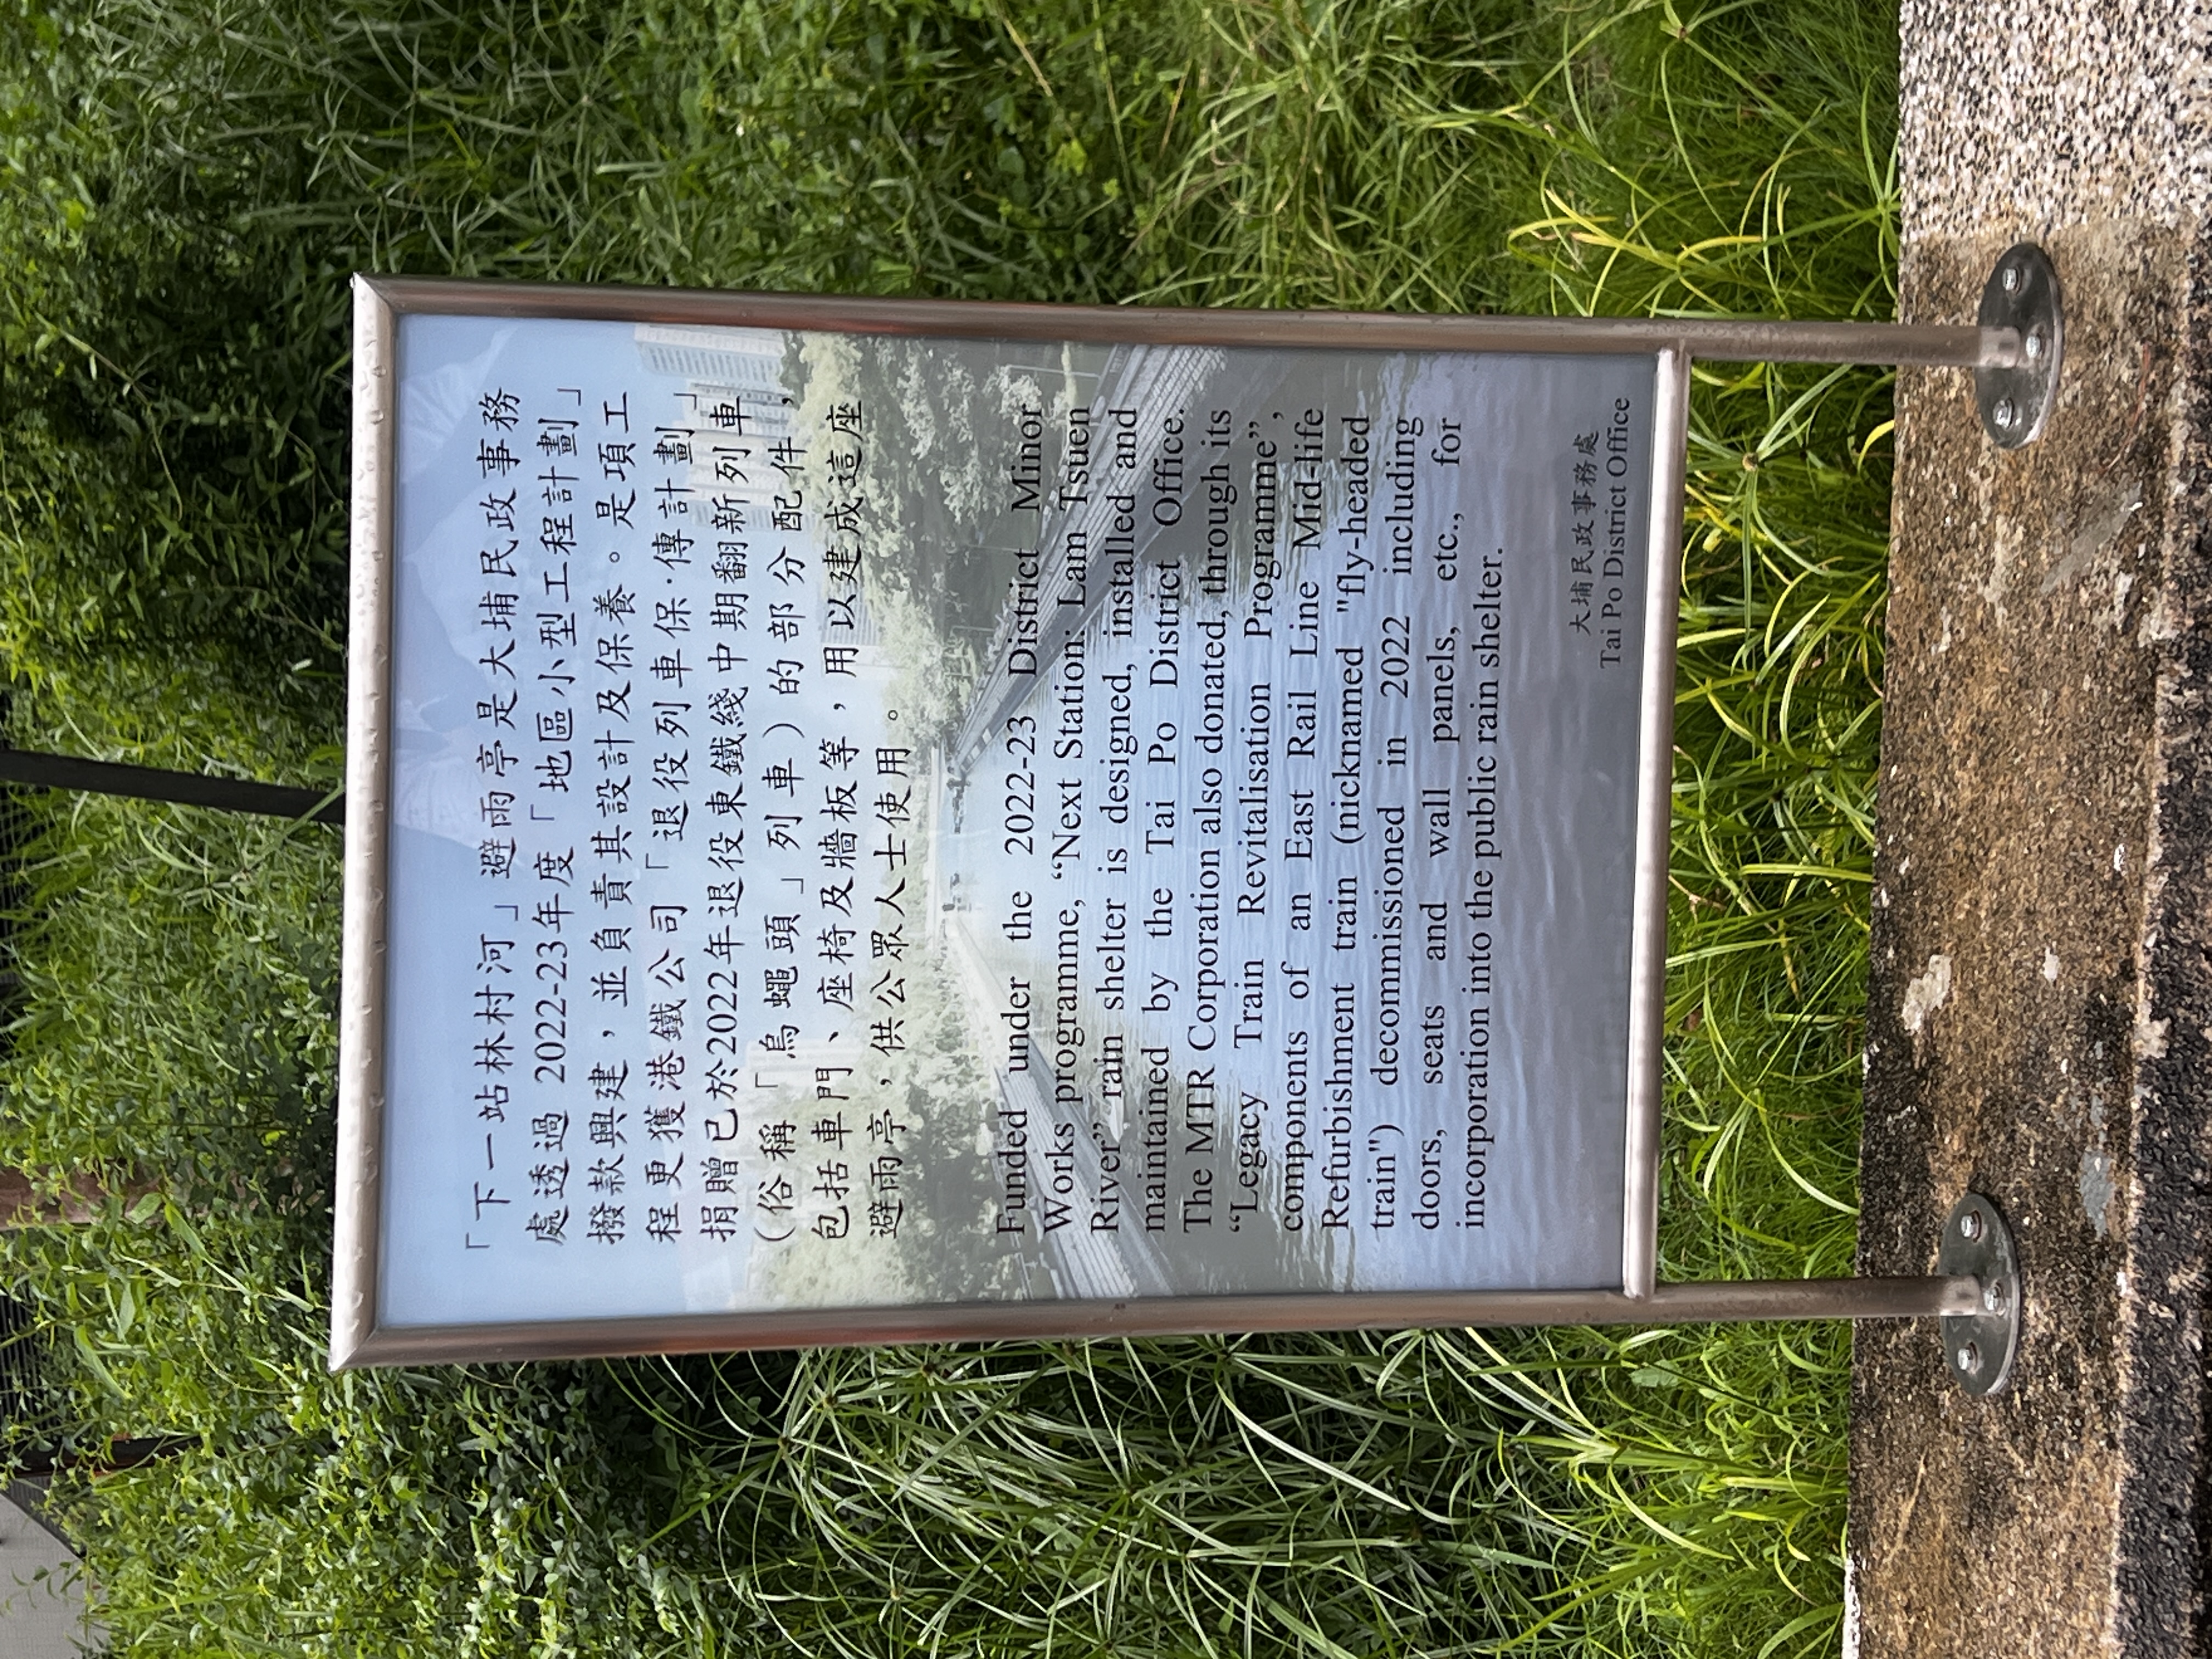 「下一站林村河」避雨亭是大埔民政事務
處透過 2022-23年度「地區小型工程計劃」
撥款興建，並負責其設計及保養。是項工
程更獲港鐵公司「退役列車保·傳計劃」
捐贈已於2022年退役東鐵綫中期翻新列車
（俗稱「烏蠅頭」列車）的部分配件，
包括車門、座椅及牆板等，用以建成這座
避雨亭，供公眾人士使用。
Funded under the 2022-23 District Minor
Works programme, “Next Station: Lam Tsuen
River” rain shelter is designed, installed and
maintained by the Tai Po District Office.
The MTR Corporation also donated, through its
“Legacy Train Revitalisation Programme”,
components of an East Rail Line Mid-life
Refurbishment train (nicknamed "fly-headed
train") decommissioned in 2022 including
doors, seats and wall panels, etc., for
incorporation into the public rain shelter.
大埔民政事務處
Tai Po District Office